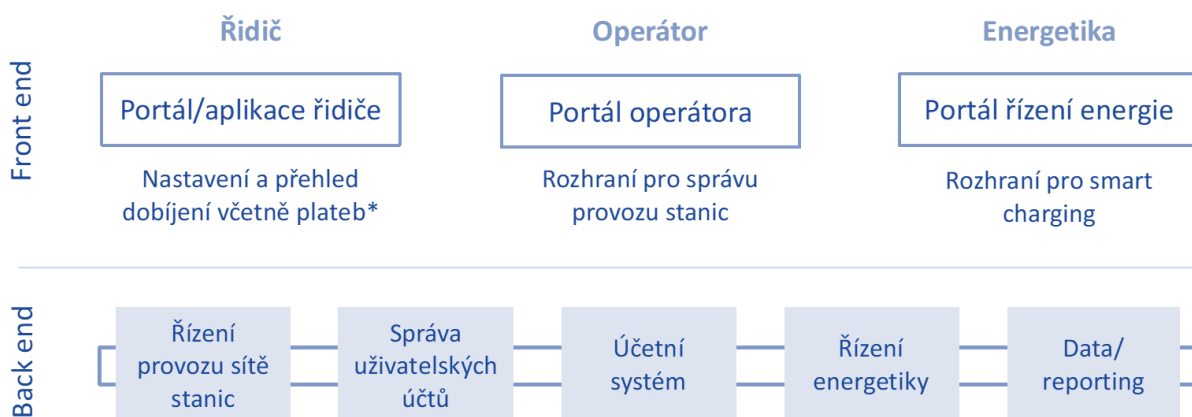 Řidič
Operátor
Energetika
Front end
Portál/aplikace řidiče
Portál operátora
Portál řízení energie
Nastavení a přehled
dobíjení včetně plateb*
Rozhraní pro správu
provozu stanic
Rozhraní pro smart
charging
Back end
Řízení
provozu sítě
stanic
Správa
uživatelských
účtů
Účetní
systém
Řízení
energetiky
Data/
reporting